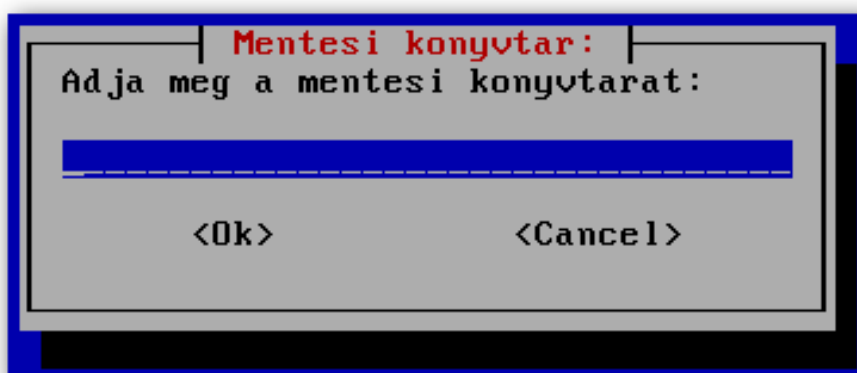 Mentesi konyvtar:
Adja meg a mentesi konyvtarat:
<Ok> <Cancel>